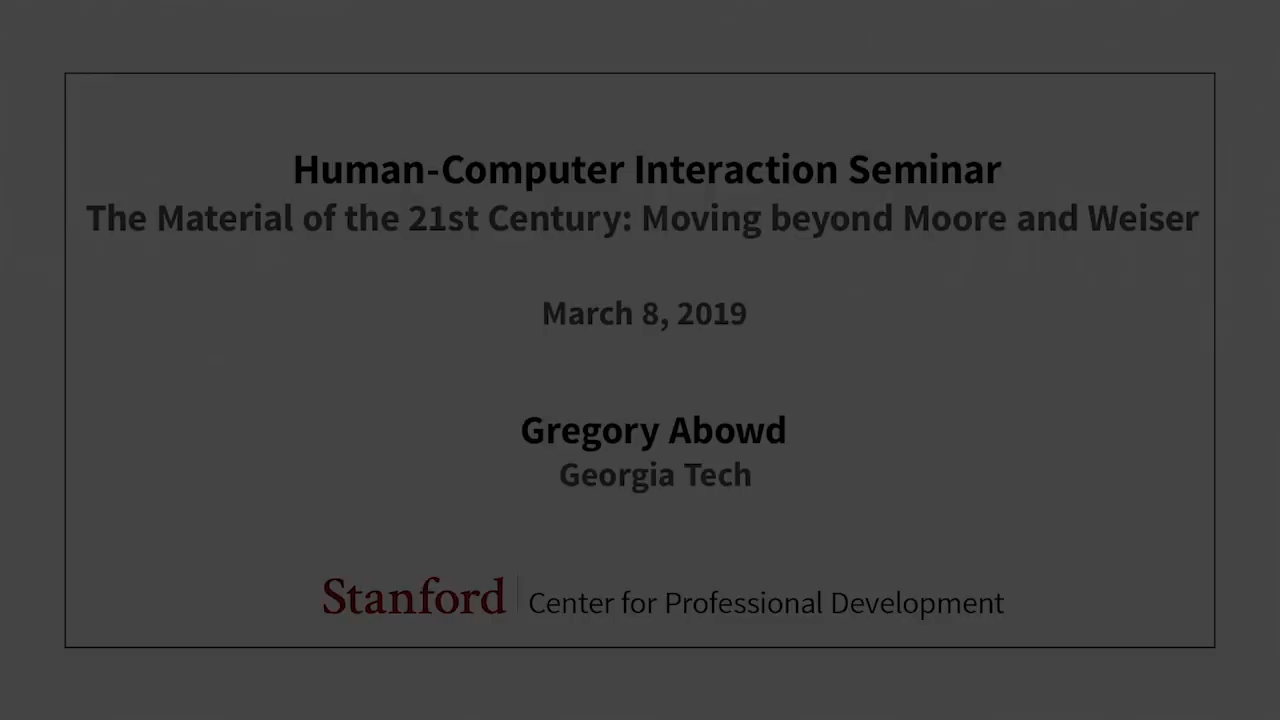 Human-Computer Interaction Seminar
The Material of the 21st Century: Moving beyond Moore and Weiser
March 8, 2019
Gregory Abowd
Georgia Tech
Stanford | Center for Professional Development